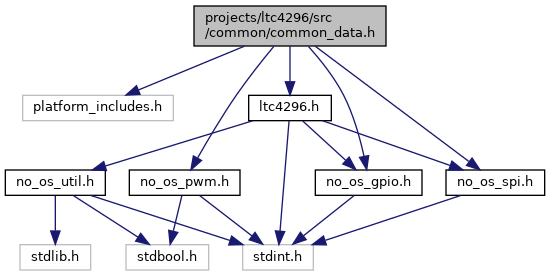 projects/ltc4296/src
/common/common_data.h
platform_includes.h
ltc4296.h
no_os_util.h
no_os_pwm.h
no_os_gpio.h
no_os_spi.h
stdlib.h
stdbool.h
stdint.h